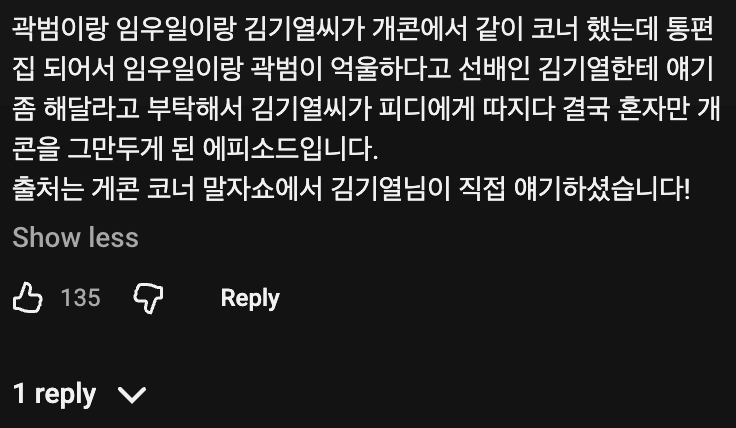 곽범이랑 임우일이랑 김기열씨가 개콘에서 같이 코너 했는데 통편
집 되어서 임우일이랑 곽범이 억울하다고 선배인 김기열한테 얘기
좀 해달라고 부탁해서 김기열씨가 피디에게 따지다 결국 혼자만 개
콘을 그만두게 된 에피소드입니다.
출처는 게콘 코너 말자쇼에서 김기열님이 직접 얘기하셨습니다!
Show less
135 Reply
1 reply